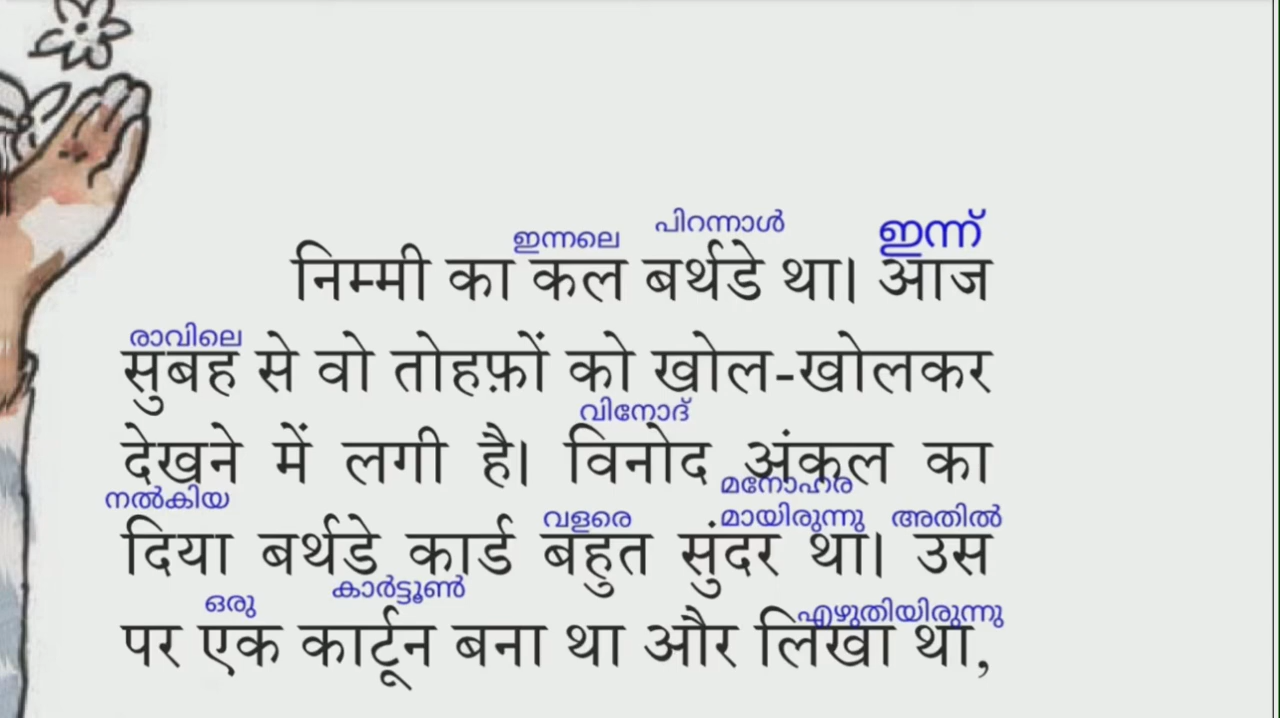 ഇന്നലെ പിറന്നാൾ ഇന്ന്
निम्मी का कल बर्थडे था। आज
രാവിലെ
सुबह से वो तोहफ़ों को खोल-खोलकर
വിനോദ്
देखने में लगी है। विनोद अंकल का
നൽകിയ വളരെ മനോഹര
മായിരുന്നു അതിൽ
दिया बर्थडे कार्ड बहुत सुंदर था। उस
ഒരു കാർട്ടൂൺ എഴുതിയിരുന്നു
पर एक कार्टून बना था और लिखा था,